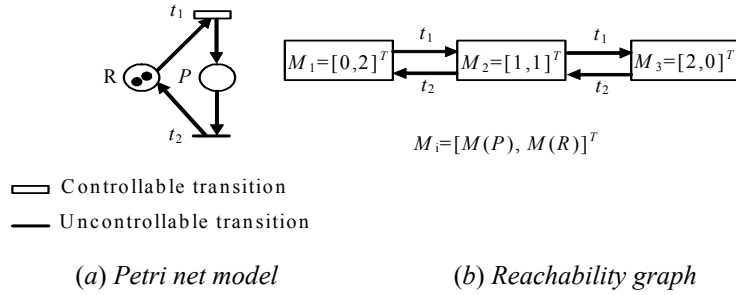 t₁
R
P
t₂
Controllable transition
Uncontrollable transition
(a) Petri net model
t₁
t₁
M₁=[0,2]ᵀ
M₂=[1,1]ᵀ
M₃=[2,0]ᵀ
t₂
t₂
Mᵢ=[M(P), M(R)]ᵀ
(b) Reachability graph